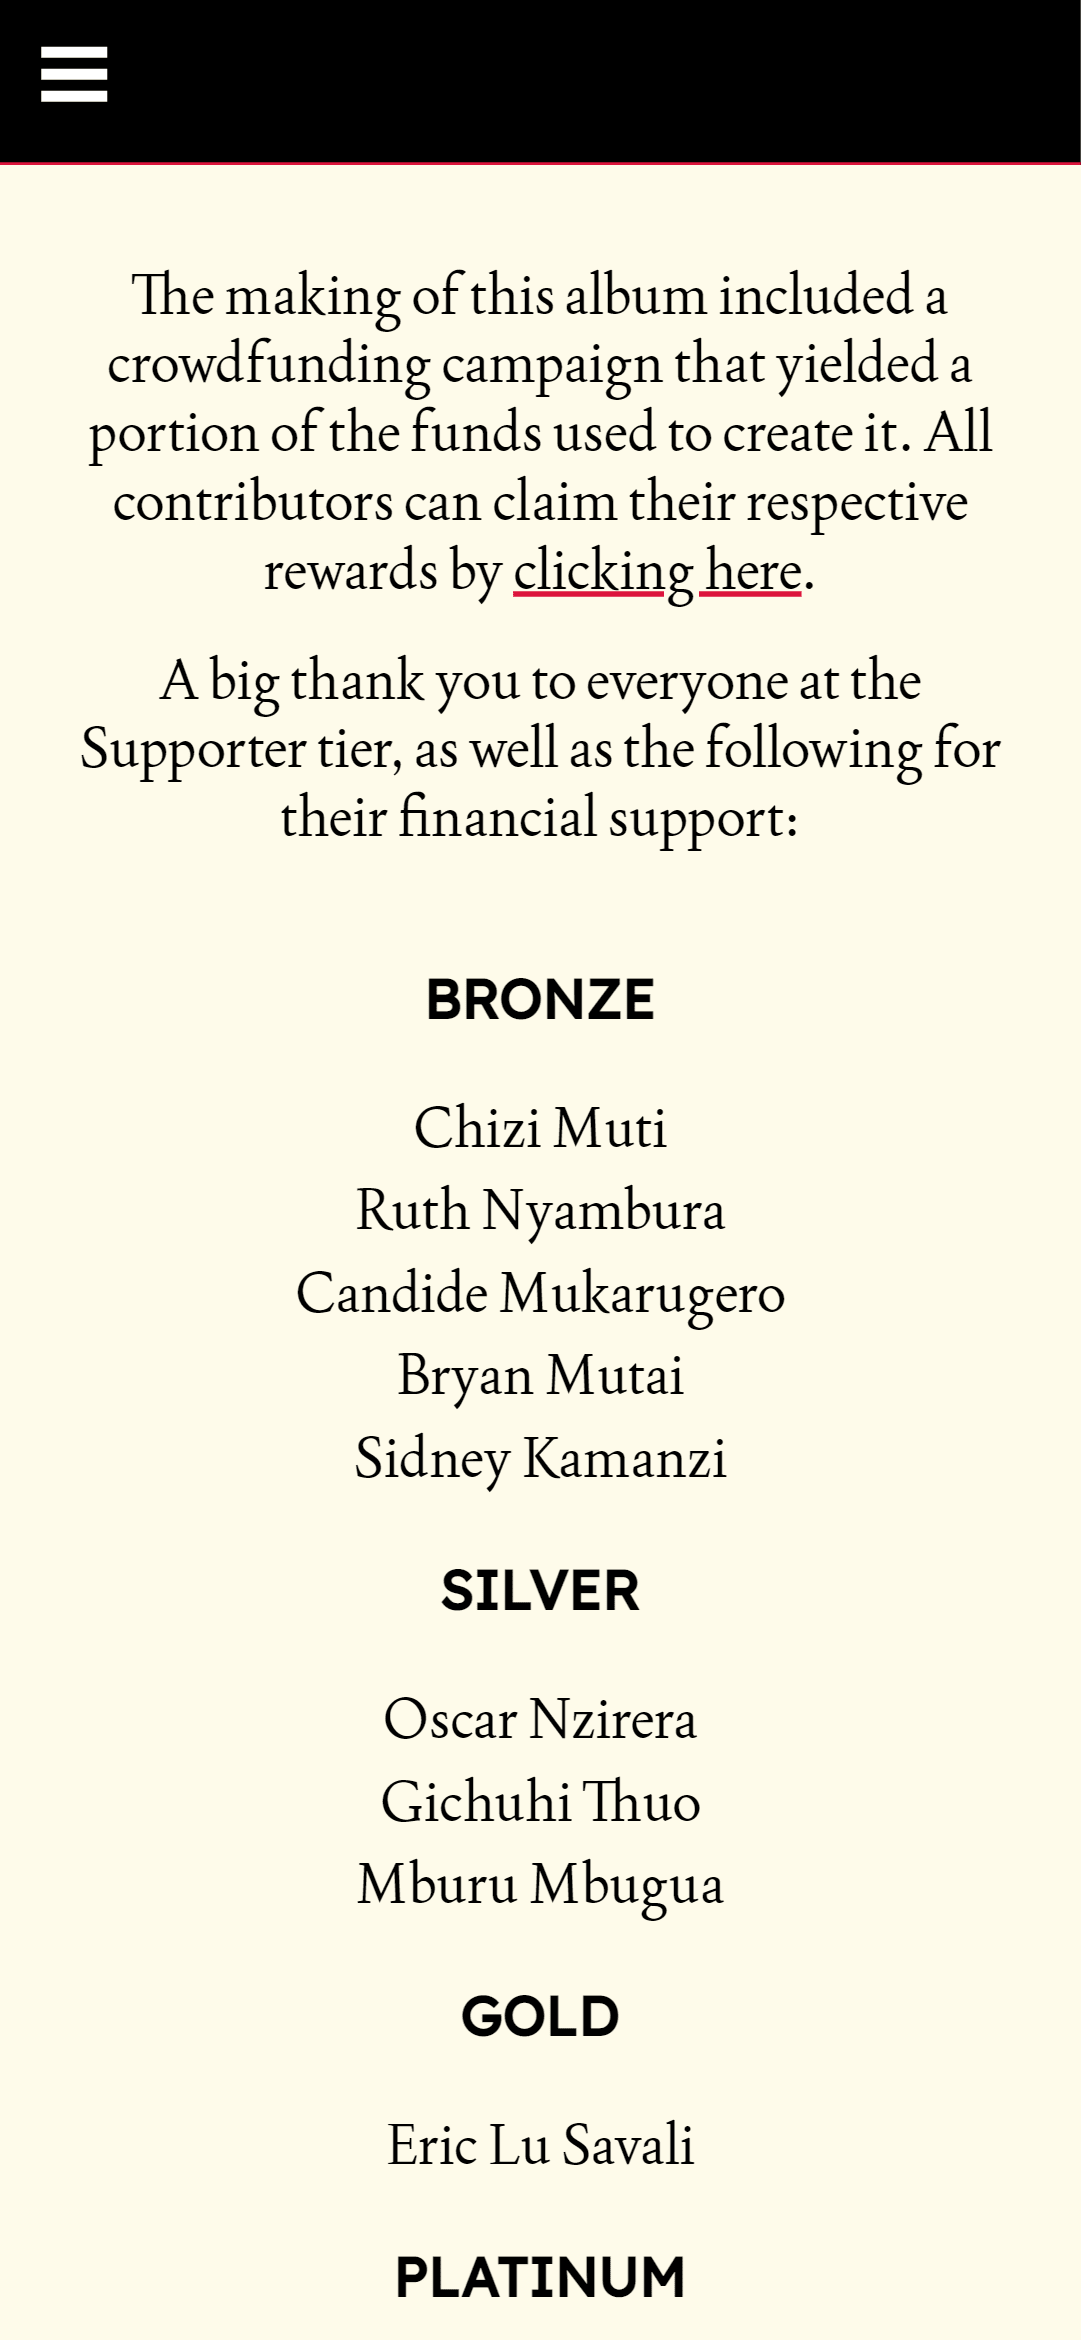 The making of this album included a
crowdfunding campaign that yielded a
portion of the funds used to create it. All
contributors can claim their respective
rewards by clicking here.
A big thank you to everyone at the
Supporter tier, as well as the following for
their financial support:
BRONZE
Chizi Muti
Ruth Nyambura
Candide Mukarugero
Bryan Mutai
Sidney Kamanzi
SILVER
Oscar Nzirera
Gichuhi Thuo
Mburu Mbugua
GOLD
Eric Lu Savali
PLATINUM